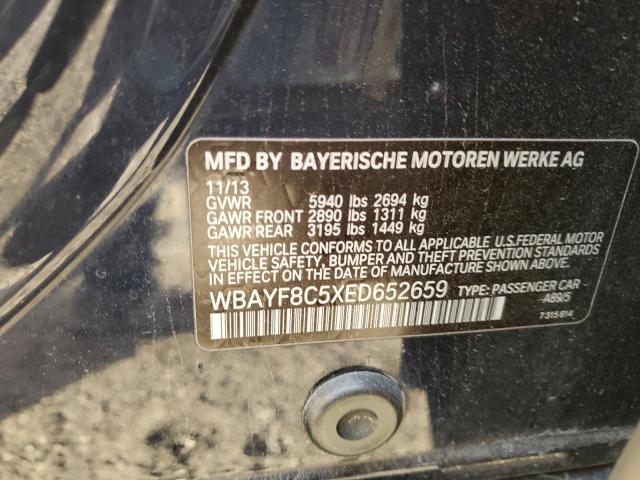 MFD BY BAYERISCHE MOTOREN WERKE AG
11/13
GVWR 5940 lbs 2694 kg
GAWR FRONT 2890 lbs 1311 kg
GAWR REAR 3195 lbs 1449 kg
THIS VEHICLE CONFORMS TO ALL APPLICABLE U.S.FEDERAL MOTOR
VEHICLE SAFETY, BUMPER AND THEFT PREVENTION STANDARDS
IN EFFECT ON THE DATE OF MANUFACTURE SHOWN ABOVE.
WBAYF8C5XED652659 TYPE: PASSENGER CAR -
A89/5
7315 814